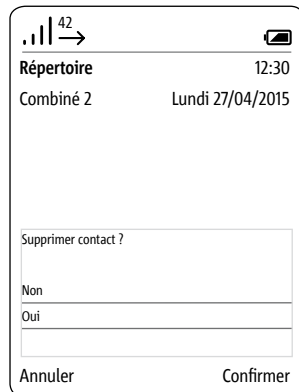 42
Répertoire 12:30
Combiné 2 Lundi 27/04/2015
Supprimer contact ?
Non
Oui
Annuler Confirmer